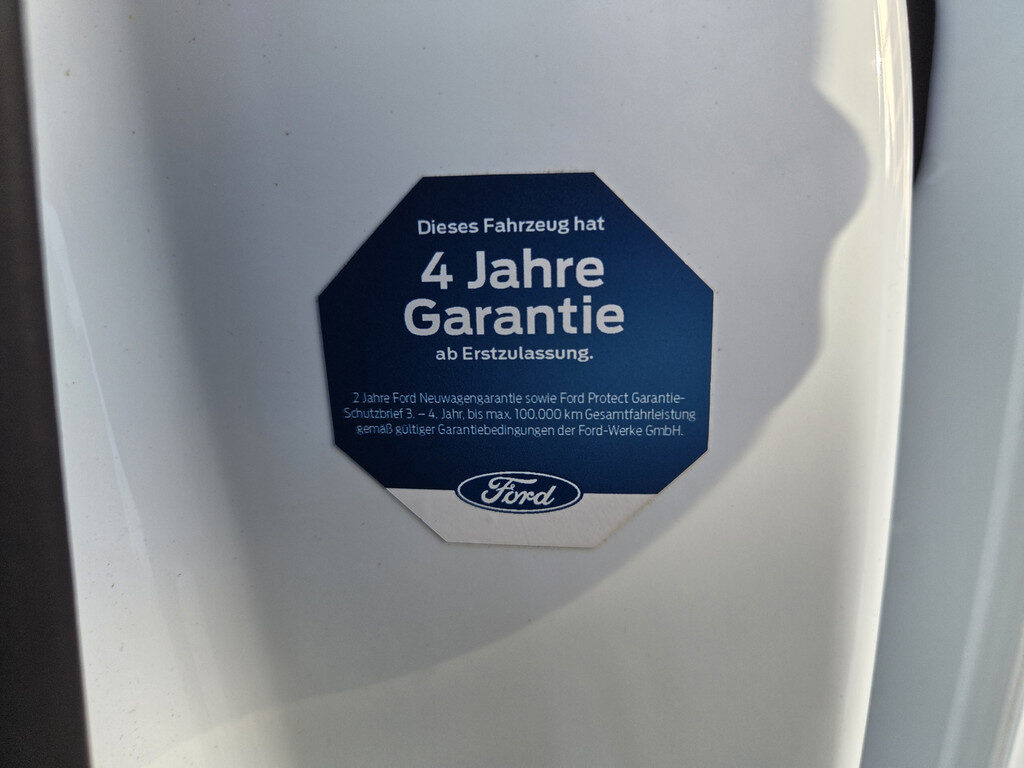 Dieses Fahrzeug hat
4 Jahre
Garantie
ab Erstzulassung.
2 Jahre Ford Neuwagengarantie sowie Ford Protect Garantie-
Schutzbrief 3. – 4. Jahr, bis max. 100.000 km Gesamtfahrleistung
gemäß gültiger Garantiebedingungen der Ford-Werke GmbH.
Ford